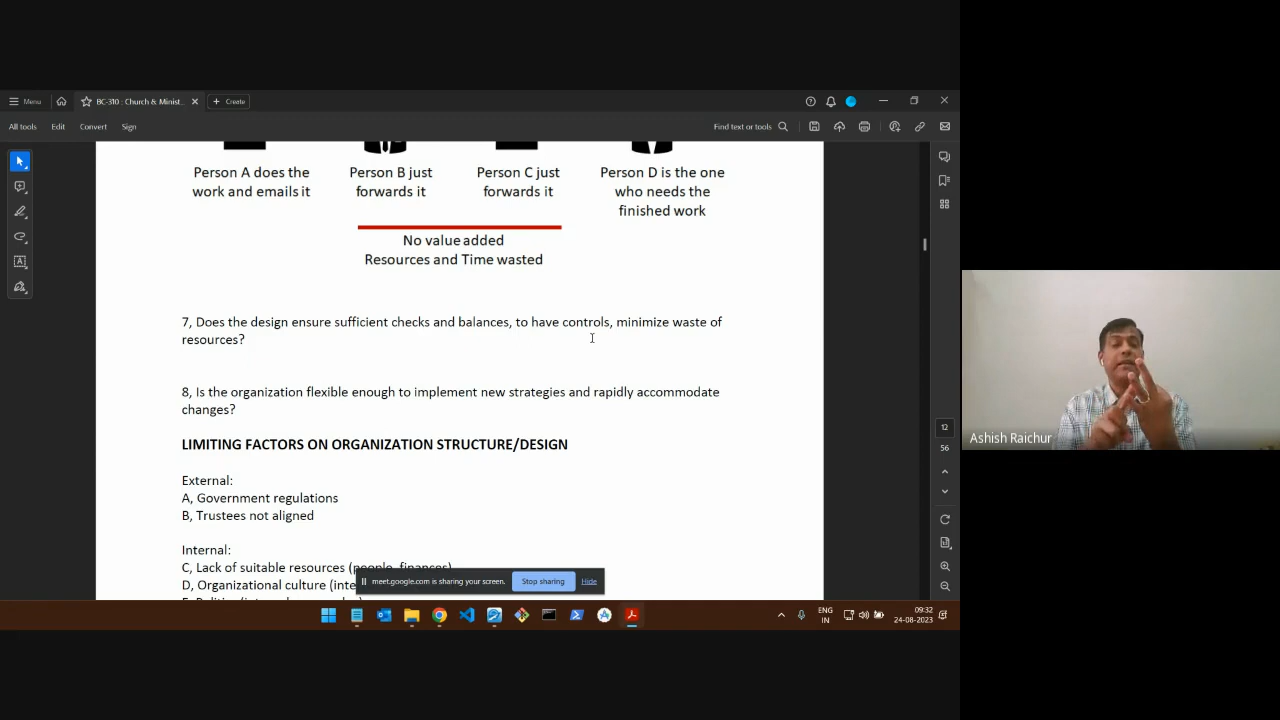 Menu
BC-310 : Church & Minist...
Create
All tools
Edit
Convert
Sign
Find text or tools
Person A does the
work and emails it
Person B just
forwards it
Person C just
forwards it
Person D is the one
who needs the
finished work
No value added
Resources and Time wasted
7, Does the design ensure sufficient checks and balances, to have controls, minimize waste of
resources?
8, Is the organization flexible enough to implement new strategies and rapidly accommodate
changes?
LIMITING FACTORS ON ORGANIZATION STRUCTURE/DESIGN
External:
A, Government regulations
B, Trustees not aligned
Internal:
C, Lack of suitable resources (people, finances)
D, Organizational culture (inte
meet.google.com is sharing your screen.
Stop sharing
Hide
12
56
Ashish Raichur
ENG
IN
09:32
24-08-2023